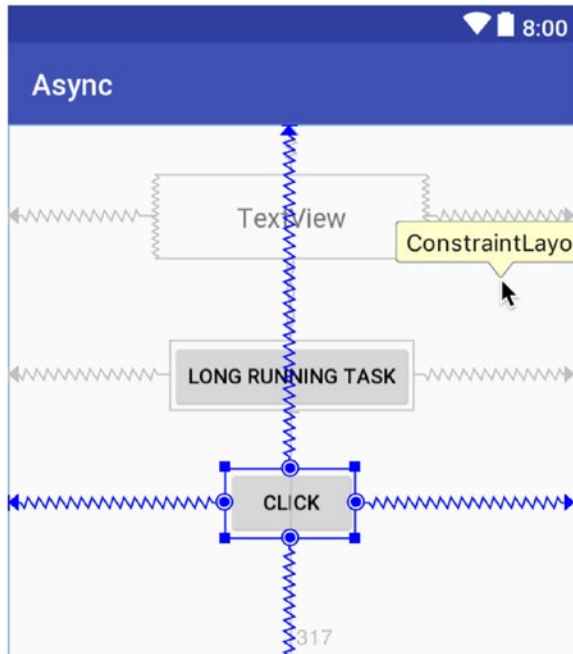 8:00
Async
TextView
ConstraintLayo
LONG RUNNING TASK
CLICK
317